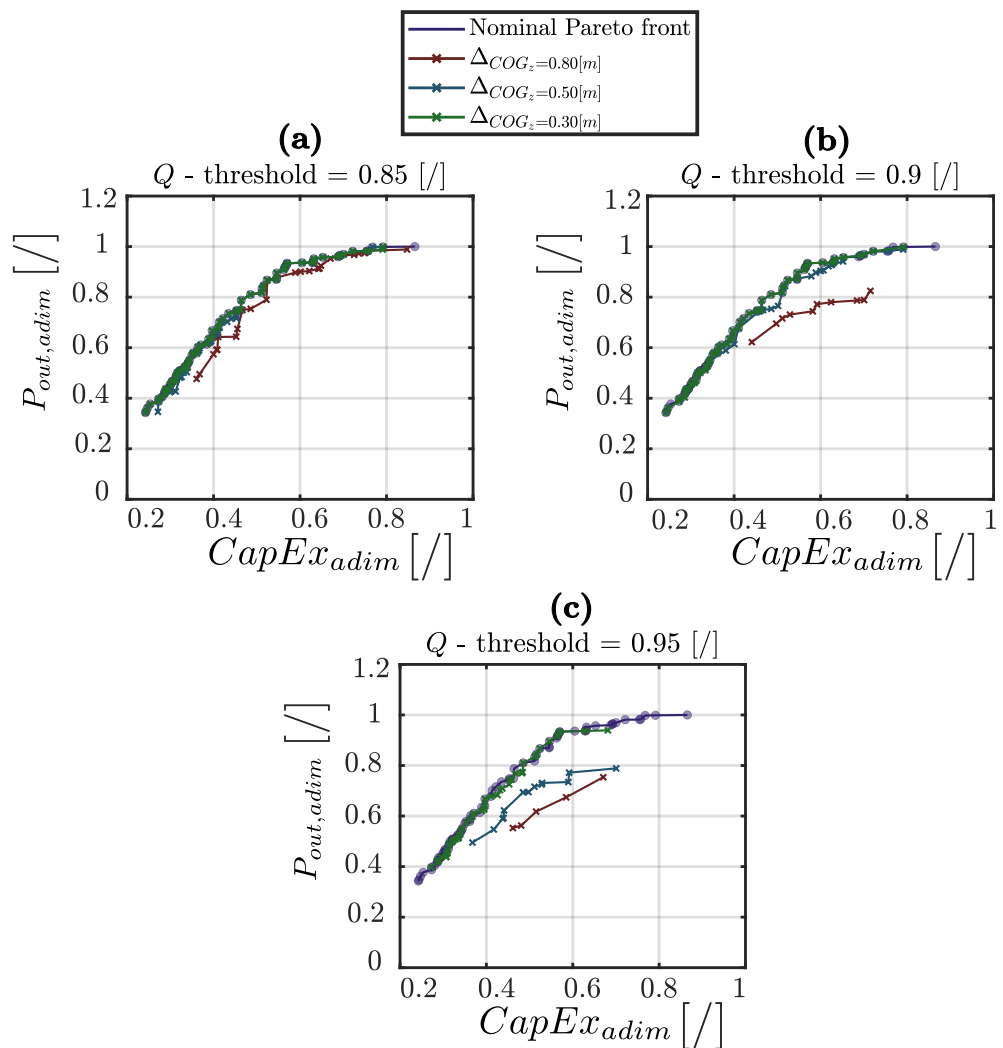 Nominal Pareto front
Δ_{COG_z=0.80[m]}
Δ_{COG_z=0.50[m]}
Δ_{COG_z=0.30[m]}
(a)
Q - threshold = 0.85 [/]
P_{out,adim} [/]
1.2
1
0.8
0.6
0.4
0.2
0
0.2 0.4 0.6 0.8 1
CapEx_{adim} [/]
(b)
Q - threshold = 0.9 [/]
P_{out,adim} [/]
1.2
1
0.8
0.6
0.4
0.2
0
0.2 0.4 0.6 0.8 1
CapEx_{adim} [/]
(c)
Q - threshold = 0.95 [/]
P_{out,adim} [/]
1.2
1
0.8
0.6
0.4
0.2
0
0.2 0.4 0.6 0.8 1
CapEx_{adim} [/]